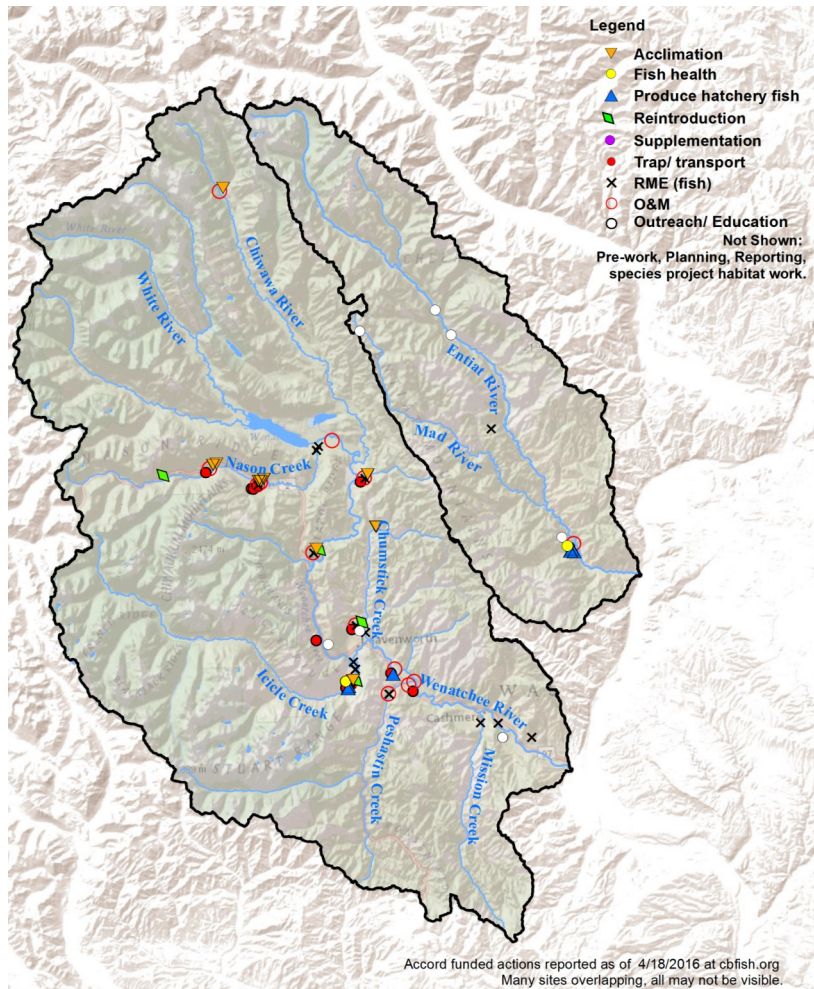 Legend
Acclimation
Fish health
Produce hatchery fish
Reintroduction
Supplementation
Trap/ transport
RME (fish)
O&M
Outreach/ Education
Not Shown:
Pre-work, Planning, Reporting,
species project habitat work.
White River
White River
Chiwawa River
Entiat River
Mad River
Nason Creek
Chumstick Creek
Icicle Creek
Wenatchee River
W A
Cashmere
Peshastin Creek
Mission Creek
STUART
Accord funded actions reported as of 4/18/2016 at cbfish.org
Many sites overlapping, all may not be visible.